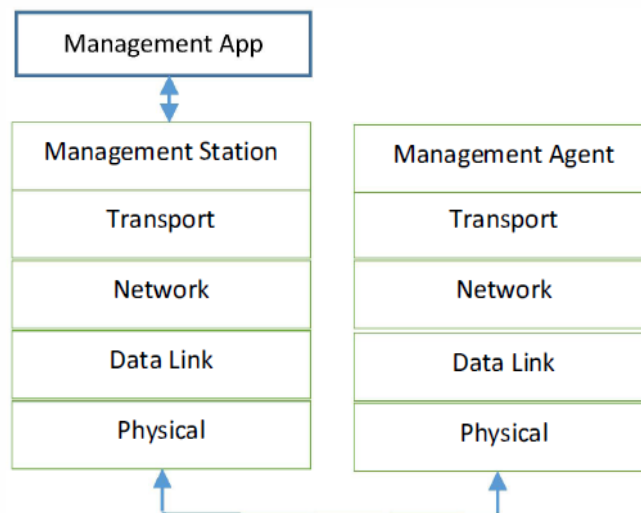 Management App
Management Station
Transport
Network
Data Link
Physical
Management Agent
Transport
Network
Data Link
Physical